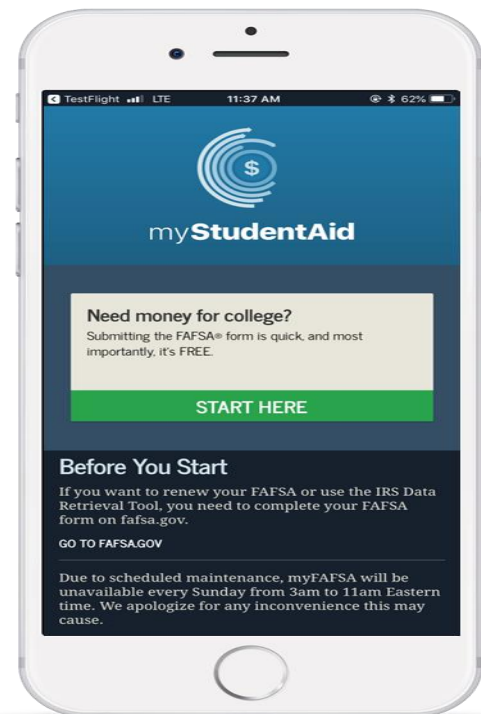 TestFlight LTE 11:37 AM 62%
$
myStudentAid
Need money for college?
Submitting the FAFSA® form is quick, and most
importantly, it's FREE.
START HERE
Before You Start
If you want to renew your FAFSA or use the IRS Data
Retrieval Tool, you need to complete your FAFSA
form on fafsa.gov.
GO TO FAFSA.GOV
Due to scheduled maintenance, myFAFSA will be
unavailable every Sunday from 3am to 11am Eastern
time. We apologize for any inconvenience this may
cause.